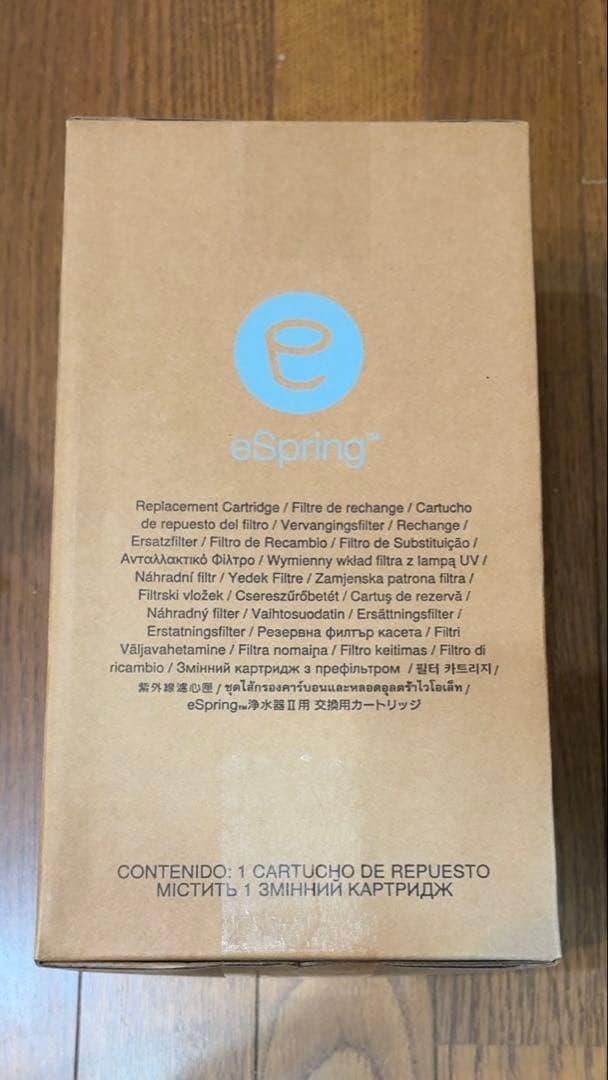 eSpring™
Replacement Cartridge / Filtre de rechange / Cartucho
de repuesto del filtro / Vervangingsfilter / Rechange /
Ersatzfilter / Filtro de Recambio / Filtro de Substituição /
Ανταλλακτικό Φίλτρο / Wymienny wkład filtra z lampą UV /
Náhradní filtr / Yedek Filtre / Zamjenska patrona filtra /
Filtrski vložek / Csereszűrőbetét / Cartuş de rezervă /
Náhradný filter / Vaihtosuodatin / Ersättningsfilter /
Erstatningsfilter / Резервна филтър касета / Filtri
Väljavahetamine / Filtra nomaiņa / Filtro keitimas / Filtro di
ricambio / Змінний картридж з префільтром / 필터 카트리지 /
紫外線濾心匣 / ชุดไส้กรองคาร์บอนและหลอดอุลตร้าไวโอเล็ท /
eSpring™浄水器Ⅱ用 交換用カートリッジ
CONTENIDO: 1 CARTUCHO DE REPUESTO
МІСТИТЬ 1 ЗМІННИЙ КАРТРИДЖ